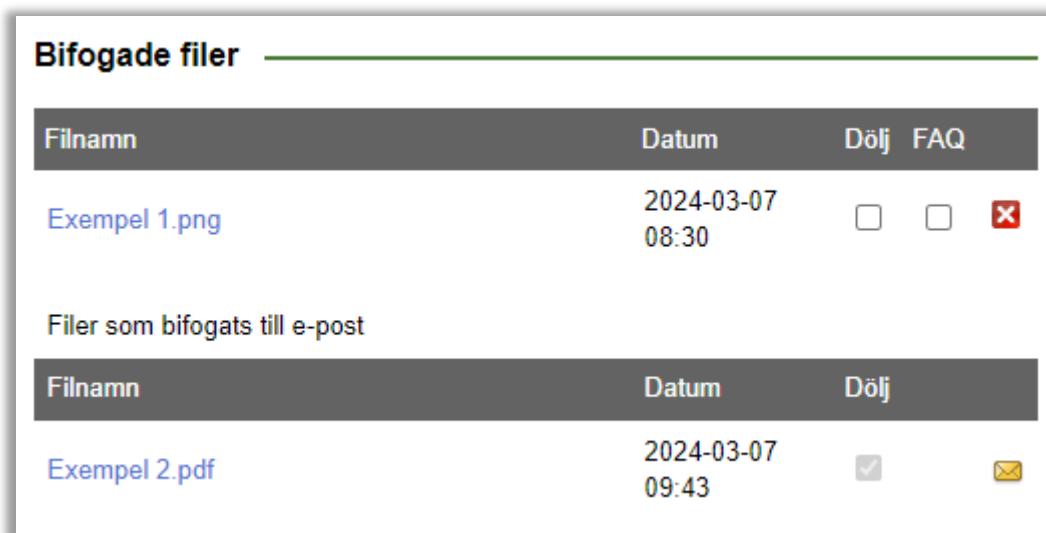 Bifogade filer
Filnamn Datum Dölj FAQ
Exempel 1.png 2024-03-07
08:30
Filer som bifogats till e-post
Filnamn Datum Dölj
Exempel 2.pdf 2024-03-07
09:43